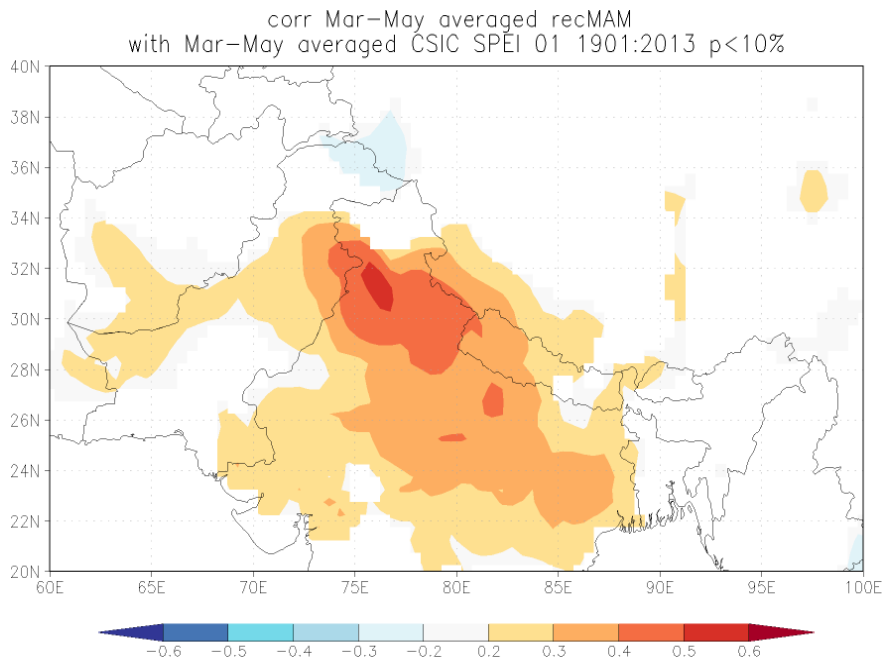 corr Mar-May averaged recMAM
with Mar-May averaged CSIC SPEI 01 1901:2013 p<10%
40N
38N
36N
34N
32N
30N
28N
26N
24N
22N
20N
60E 65E 70E 75E 80E 85E 90E 95E 100E
-0.6 -0.5 -0.4 -0.3 -0.2 0.2 0.3 0.4 0.5 0.6